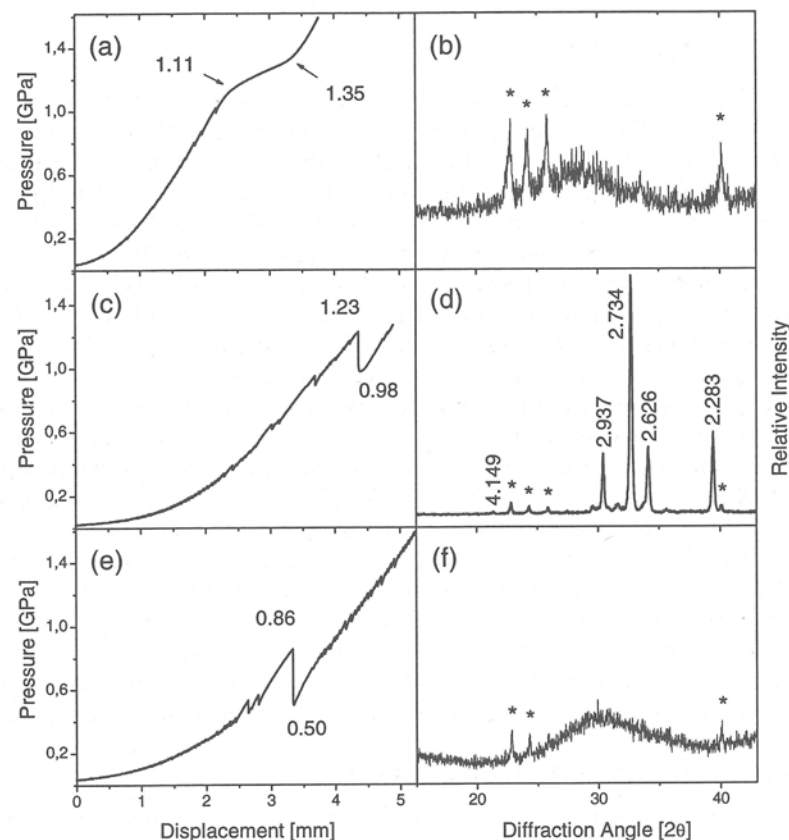 (a)
1,4
1,0
0,6
0,2
Pressure [GPa]
1.11
1.35
(b)
* * * *
(c)
1,4
1,0
0,6
0,2
Pressure [GPa]
1.23
0.98
(d)
4.149
* * *
2.937
2.734
2.626
2.283
*
Relative Intensity
(e)
1,4
1,0
0,6
0,2
Pressure [GPa]
0.86
0.50
0 1 2 3 4 5
Displacement [mm]
(f)
* * *
20 30 40
Diffraction Angle [2θ]